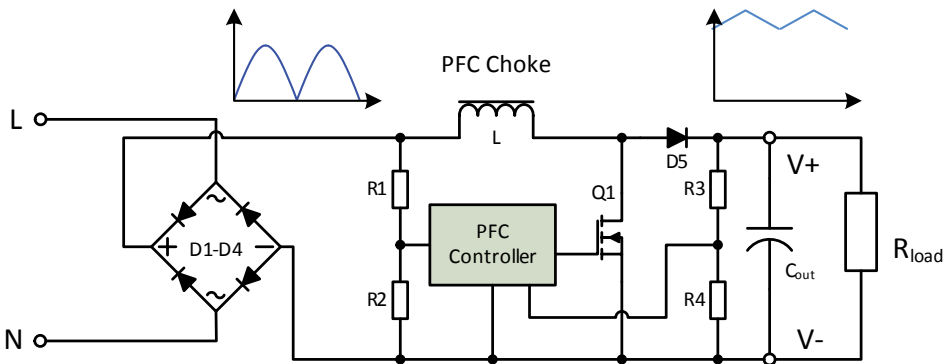 PFC Choke
L
L
D5
V+
R1
Q1
R3
~
D1-D4
+
−
PFC
Controller
Rload
Cout
~
R2
R4
N
V-